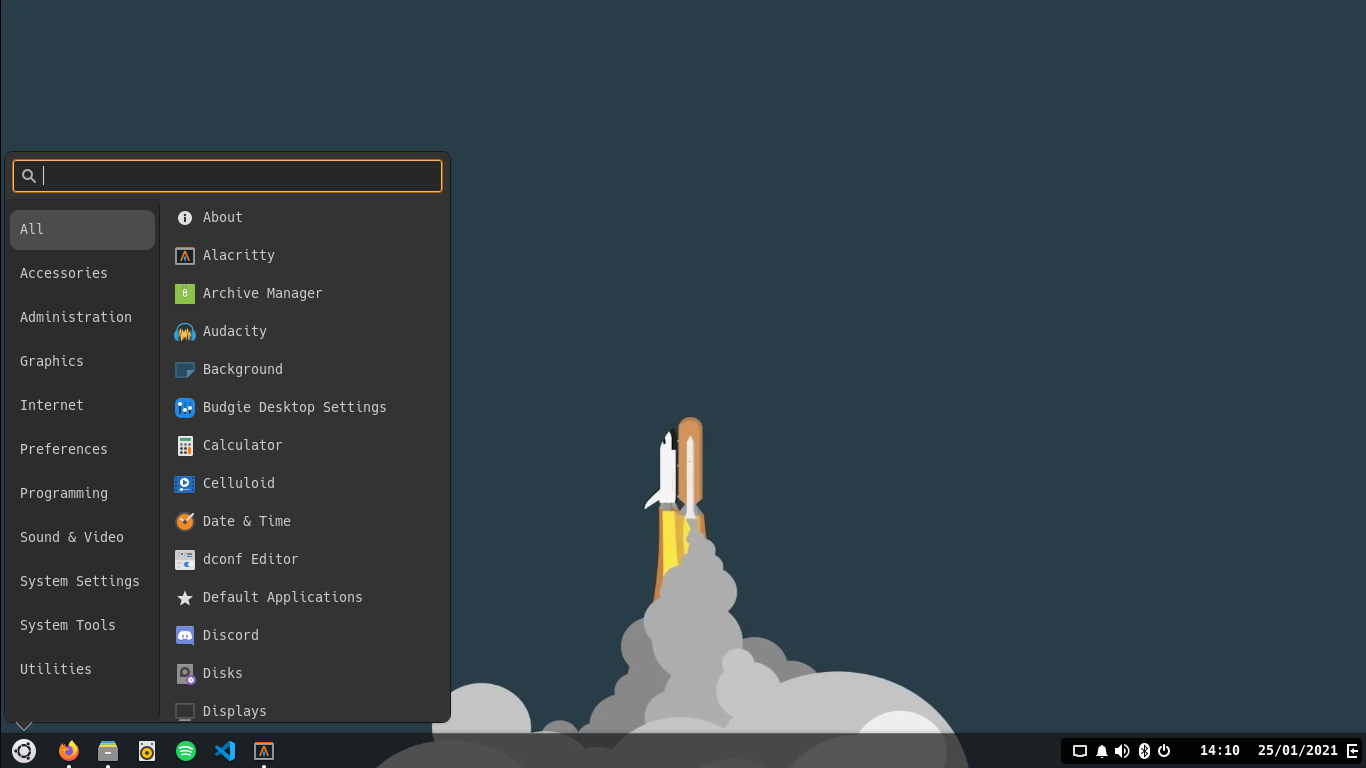 All
Accessories
Administration
Graphics
Internet
Preferences
Programming
Sound & Video
System Settings
System Tools
Utilities
About
Alacritty
Archive Manager
Audacity
Background
Budgie Desktop Settings
Calculator
Celluloid
Date & Time
dconf Editor
Default Applications
Discord
Disks
Displays
14:10 25/01/2021